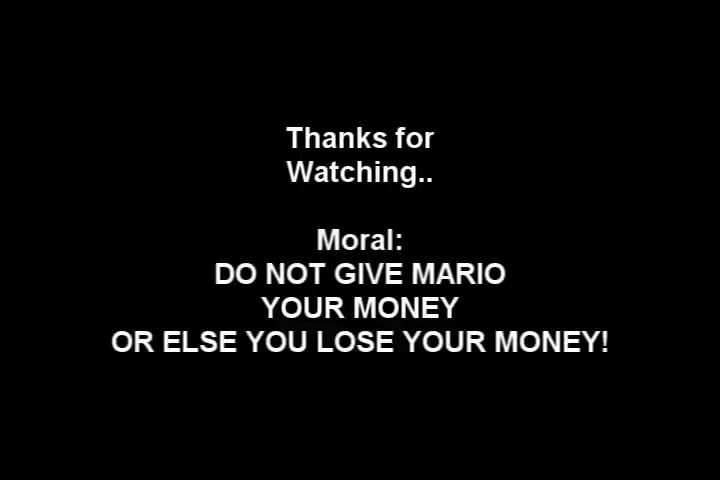 Thanks for
Watching..
Moral:
DO NOT GIVE MARIO
YOUR MONEY
OR ELSE YOU LOSE YOUR MONEY!